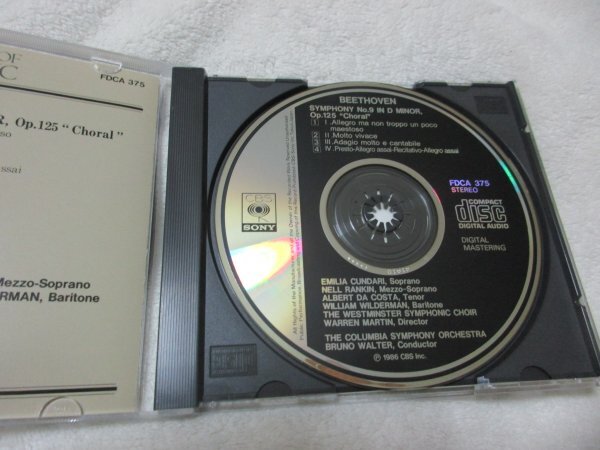 OF
C
FDCA 375
R, Op.125 “Choral”
so
essai
Mezzo-Soprano
ERMAN, Baritone
BEETHOVEN
SYMPHONY No.9 IN D MINOR,
Op.125 "Choral"
1 I.Allegro ma non troppo un poco
maestoso
2 II.Molto vivace
3 III.Adagio molto e cantabile
4 IV.Presto-Allegro assai-Recitativo-Allegro assai
FDCA 375
STEREO
COMPACT
disc
DIGITAL AUDIO
DIGITAL
MASTERING
CBS
SONY
EMILIA CUNDARI, Soprano
NELL RANKIN, Mezzo-Soprano
ALBERT DA COSTA, Tenor
WILLIAM WILDERMAN, Baritone
THE WESTMINSTER SYMPHONIC CHOIR
WARREN MARTIN, Director
THE COLUMBIA SYMPHONY ORCHESTRA
BRUNO WALTER, Conductor
℗ 1986 CBS Inc.